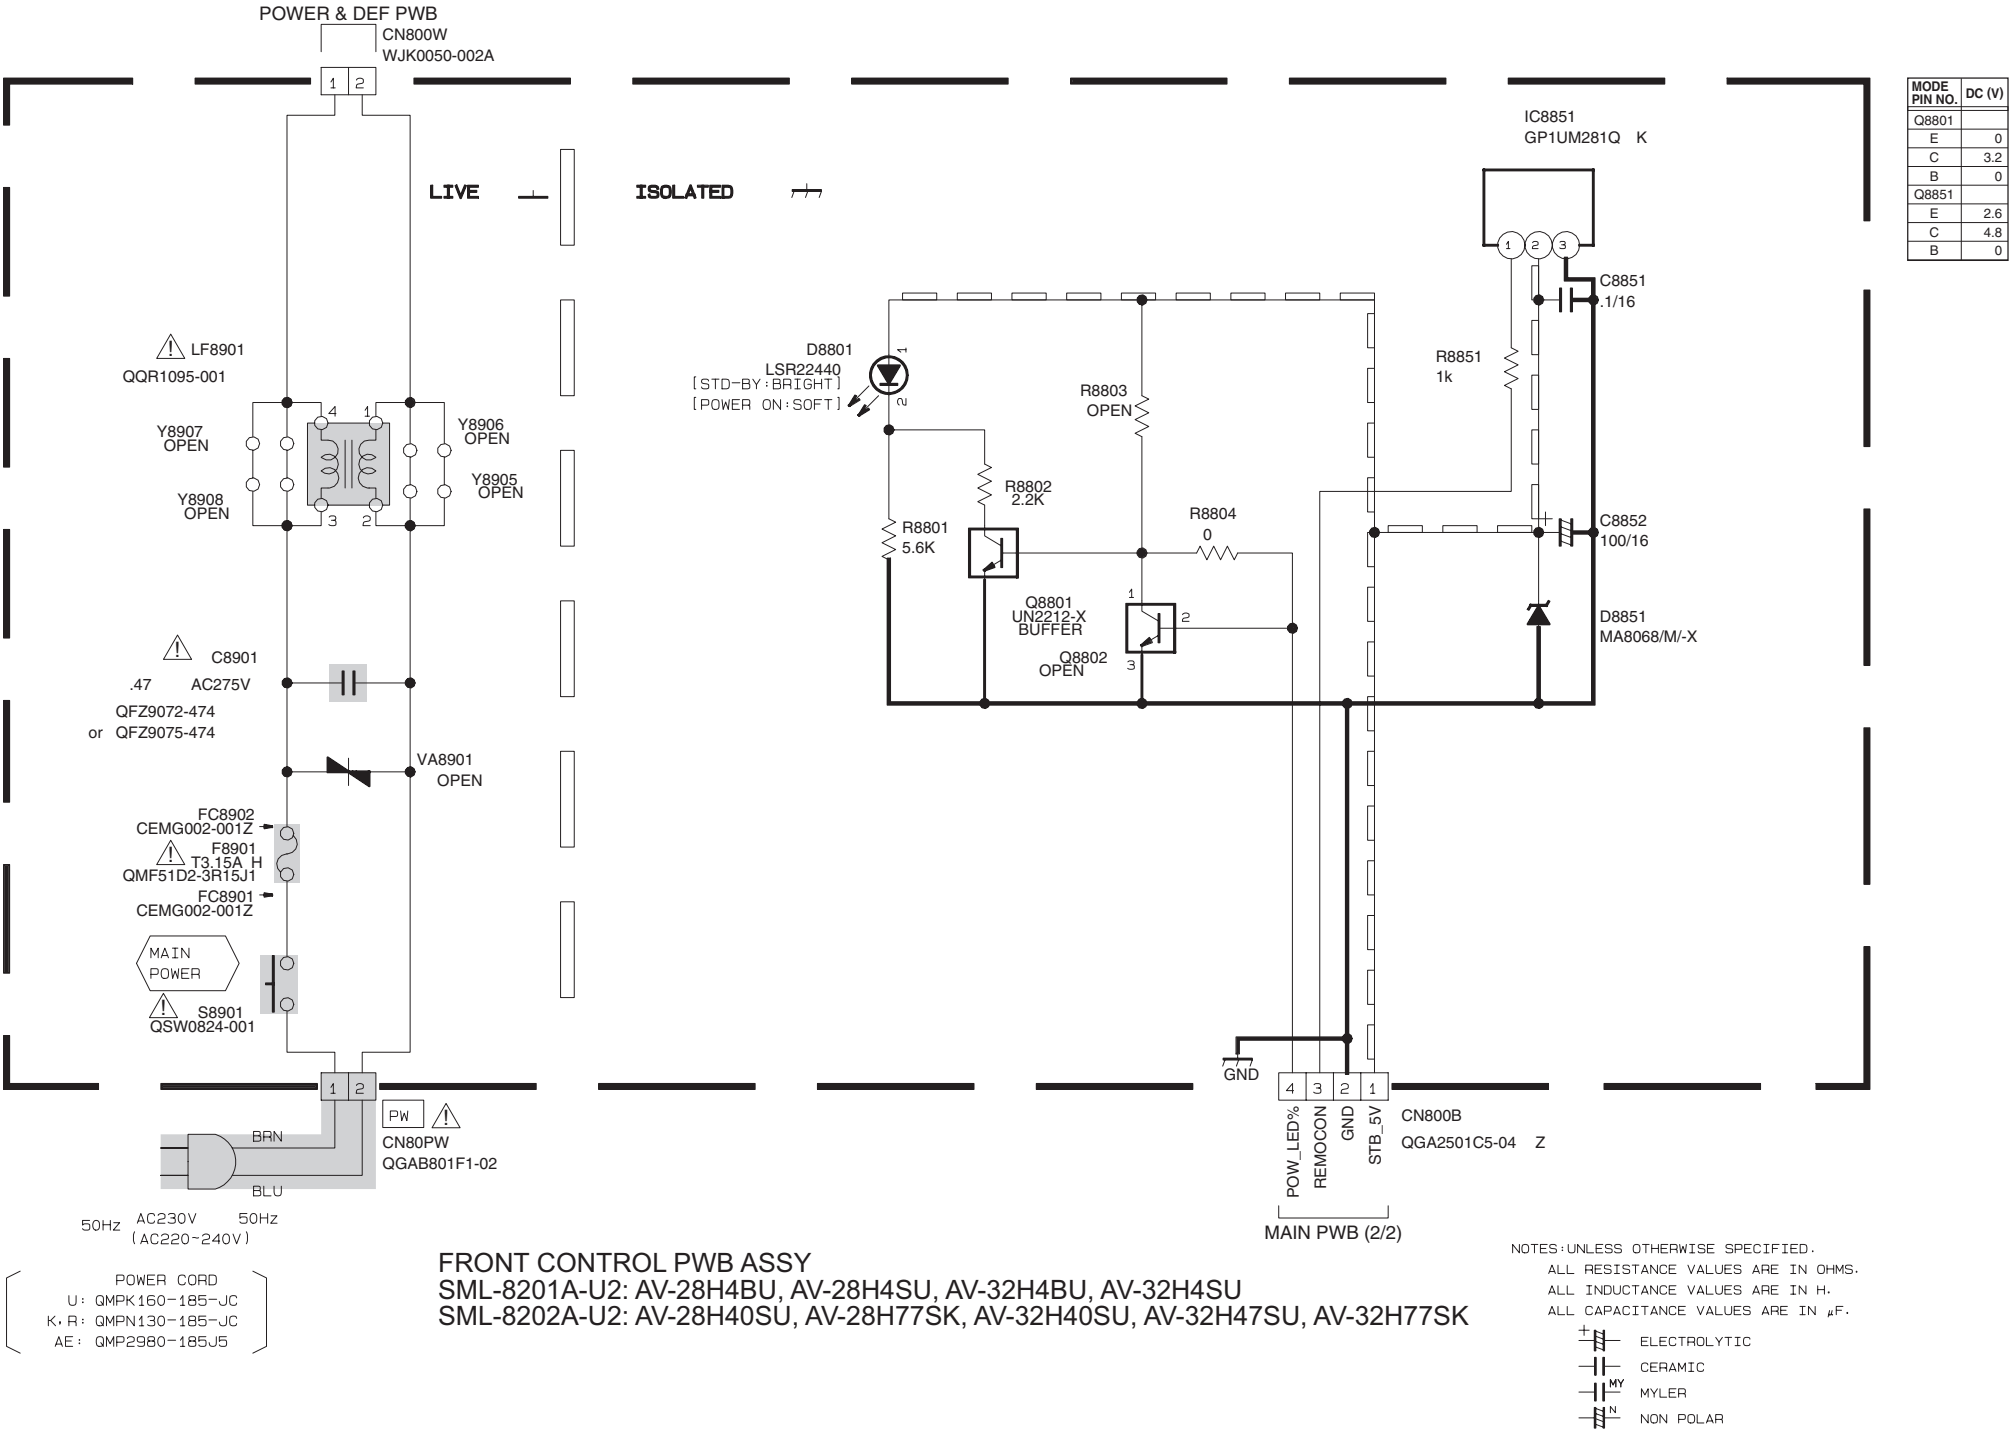 POWER & DEF PWB
CN800W
WJK0050-002A
1 2
LIVE
ISOLATED
IC8851
GP1UM281Q K
1 2 3
MODE PIN NO. DC (V)
Q8801
E 0
C 3.2
B 0
Q8851
E 2.6
C 4.8
B 0
C8851
.1/16
R8851
1k
LF8901
QQR1095-001
4 1
3 2
Y8907
OPEN
Y8908
OPEN
Y8906
OPEN
Y8905
OPEN
D8801
LSR22440
[STD-BY:BRIGHT]
[POWER ON:SOFT]
1
2
R8803
OPEN
R8802
2.2K
R8801
5.6K
R8804
0
C8852
100/16
+
Q8801
UN2212-X
BUFFER
Q8802
OPEN
1
2
3
D8851
MA8068/M/-X
C8901
.47 AC275V
QFZ9072-474
or QFZ9075-474
VA8901
OPEN
FC8902
CEMG002-001Z
F8901
T3.15A H
QMF51D2-3R15J1
FC8901
CEMG002-001Z
MAIN
POWER
S8901
QSW0824-001
1 2
PW
CN80PW
QGAB801F1-02
BRN
BLU
50Hz AC230V 50Hz
(AC220~240V)
POWER CORD
U: QMPK160-185-JC
K.R: QMPN130-185-JC
AE: QMP2980-185J5
GND
4 3 2 1
POW_LED%
REMOCON
GND
STB_5V
CN800B
QGA2501C5-04 Z
MAIN PWB (2/2)
FRONT CONTROL PWB ASSY
SML-8201A-U2: AV-28H4BU, AV-28H4SU, AV-32H4BU, AV-32H4SU
SML-8202A-U2: AV-28H40SU, AV-28H77SK, AV-32H40SU, AV-32H47SU, AV-32H77SK
NOTES:UNLESS OTHERWISE SPECIFIED.
ALL RESISTANCE VALUES ARE IN OHMS.
ALL INDUCTANCE VALUES ARE IN H.
ALL CAPACITANCE VALUES ARE IN µF.
+ ELECTROLYTIC
CERAMIC
MY MYLER
N NON POLAR